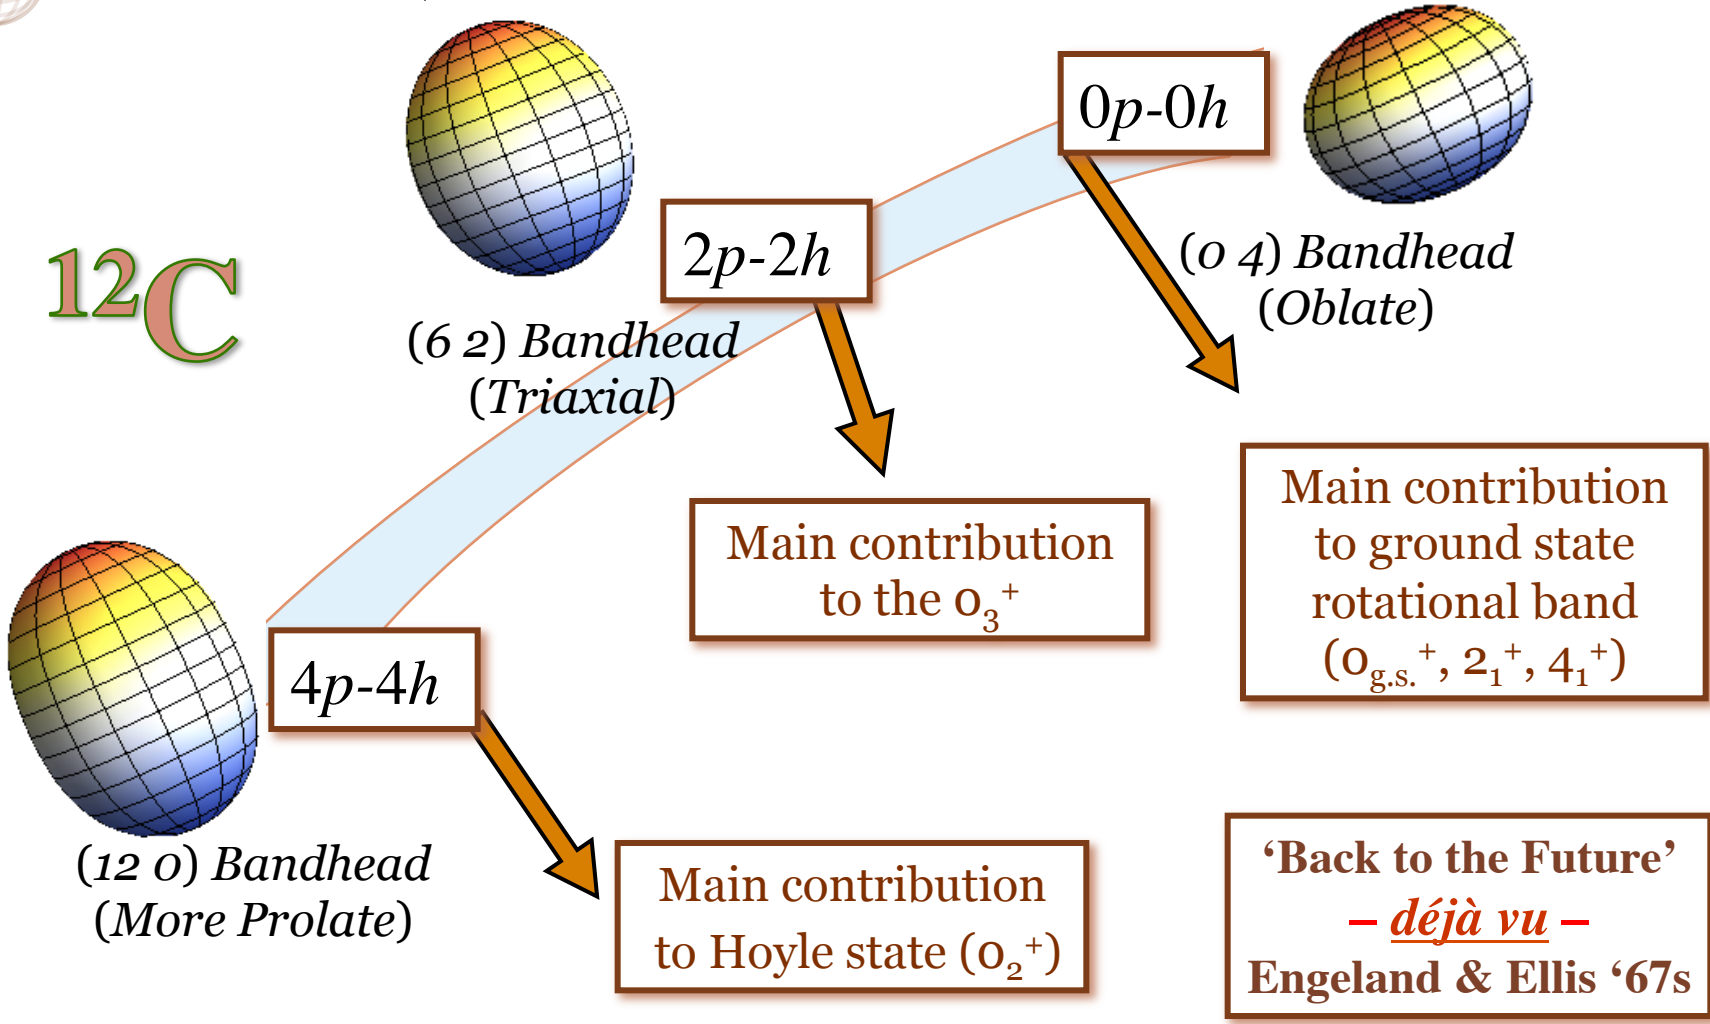 ¹²C
0p-0h
(0 4) Bandhead
(Oblate)
2p-2h
(6 2) Bandhead
(Triaxial)
Main contribution
to ground state
rotational band
(0g.s.⁺, 2₁⁺, 4₁⁺)
Main contribution
to the 0₃⁺
4p-4h
(12 0) Bandhead
(More Prolate)
Main contribution
to Hoyle state (0₂⁺)
‘Back to the Future’
– déjà vu –
Engeland & Ellis ‘67s